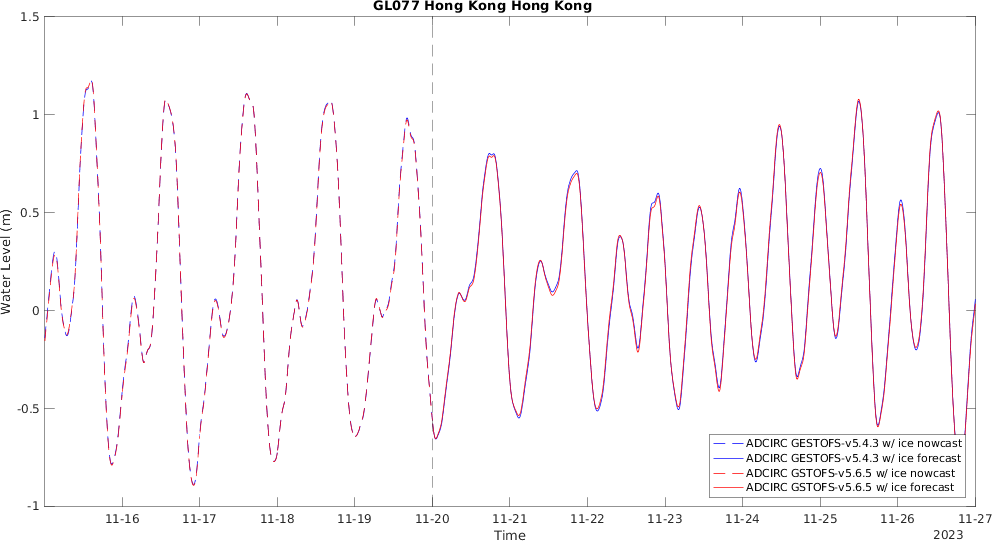 GL077 Hong Kong Hong Kong
Water Level (m)
1.5
1
0.5
0
-0.5
-1
ADCIRC GESTOFS-v5.4.3 w/ ice nowcast
ADCIRC GESTOFS-v5.4.3 w/ ice forecast
ADCIRC GSTOFS-v5.6.5 w/ ice nowcast
ADCIRC GSTOFS-v5.6.5 w/ ice forecast
11-16 11-17 11-18 11-19 11-20 11-21 11-22 11-23 11-24 11-25 11-26 11-27
Time
2023